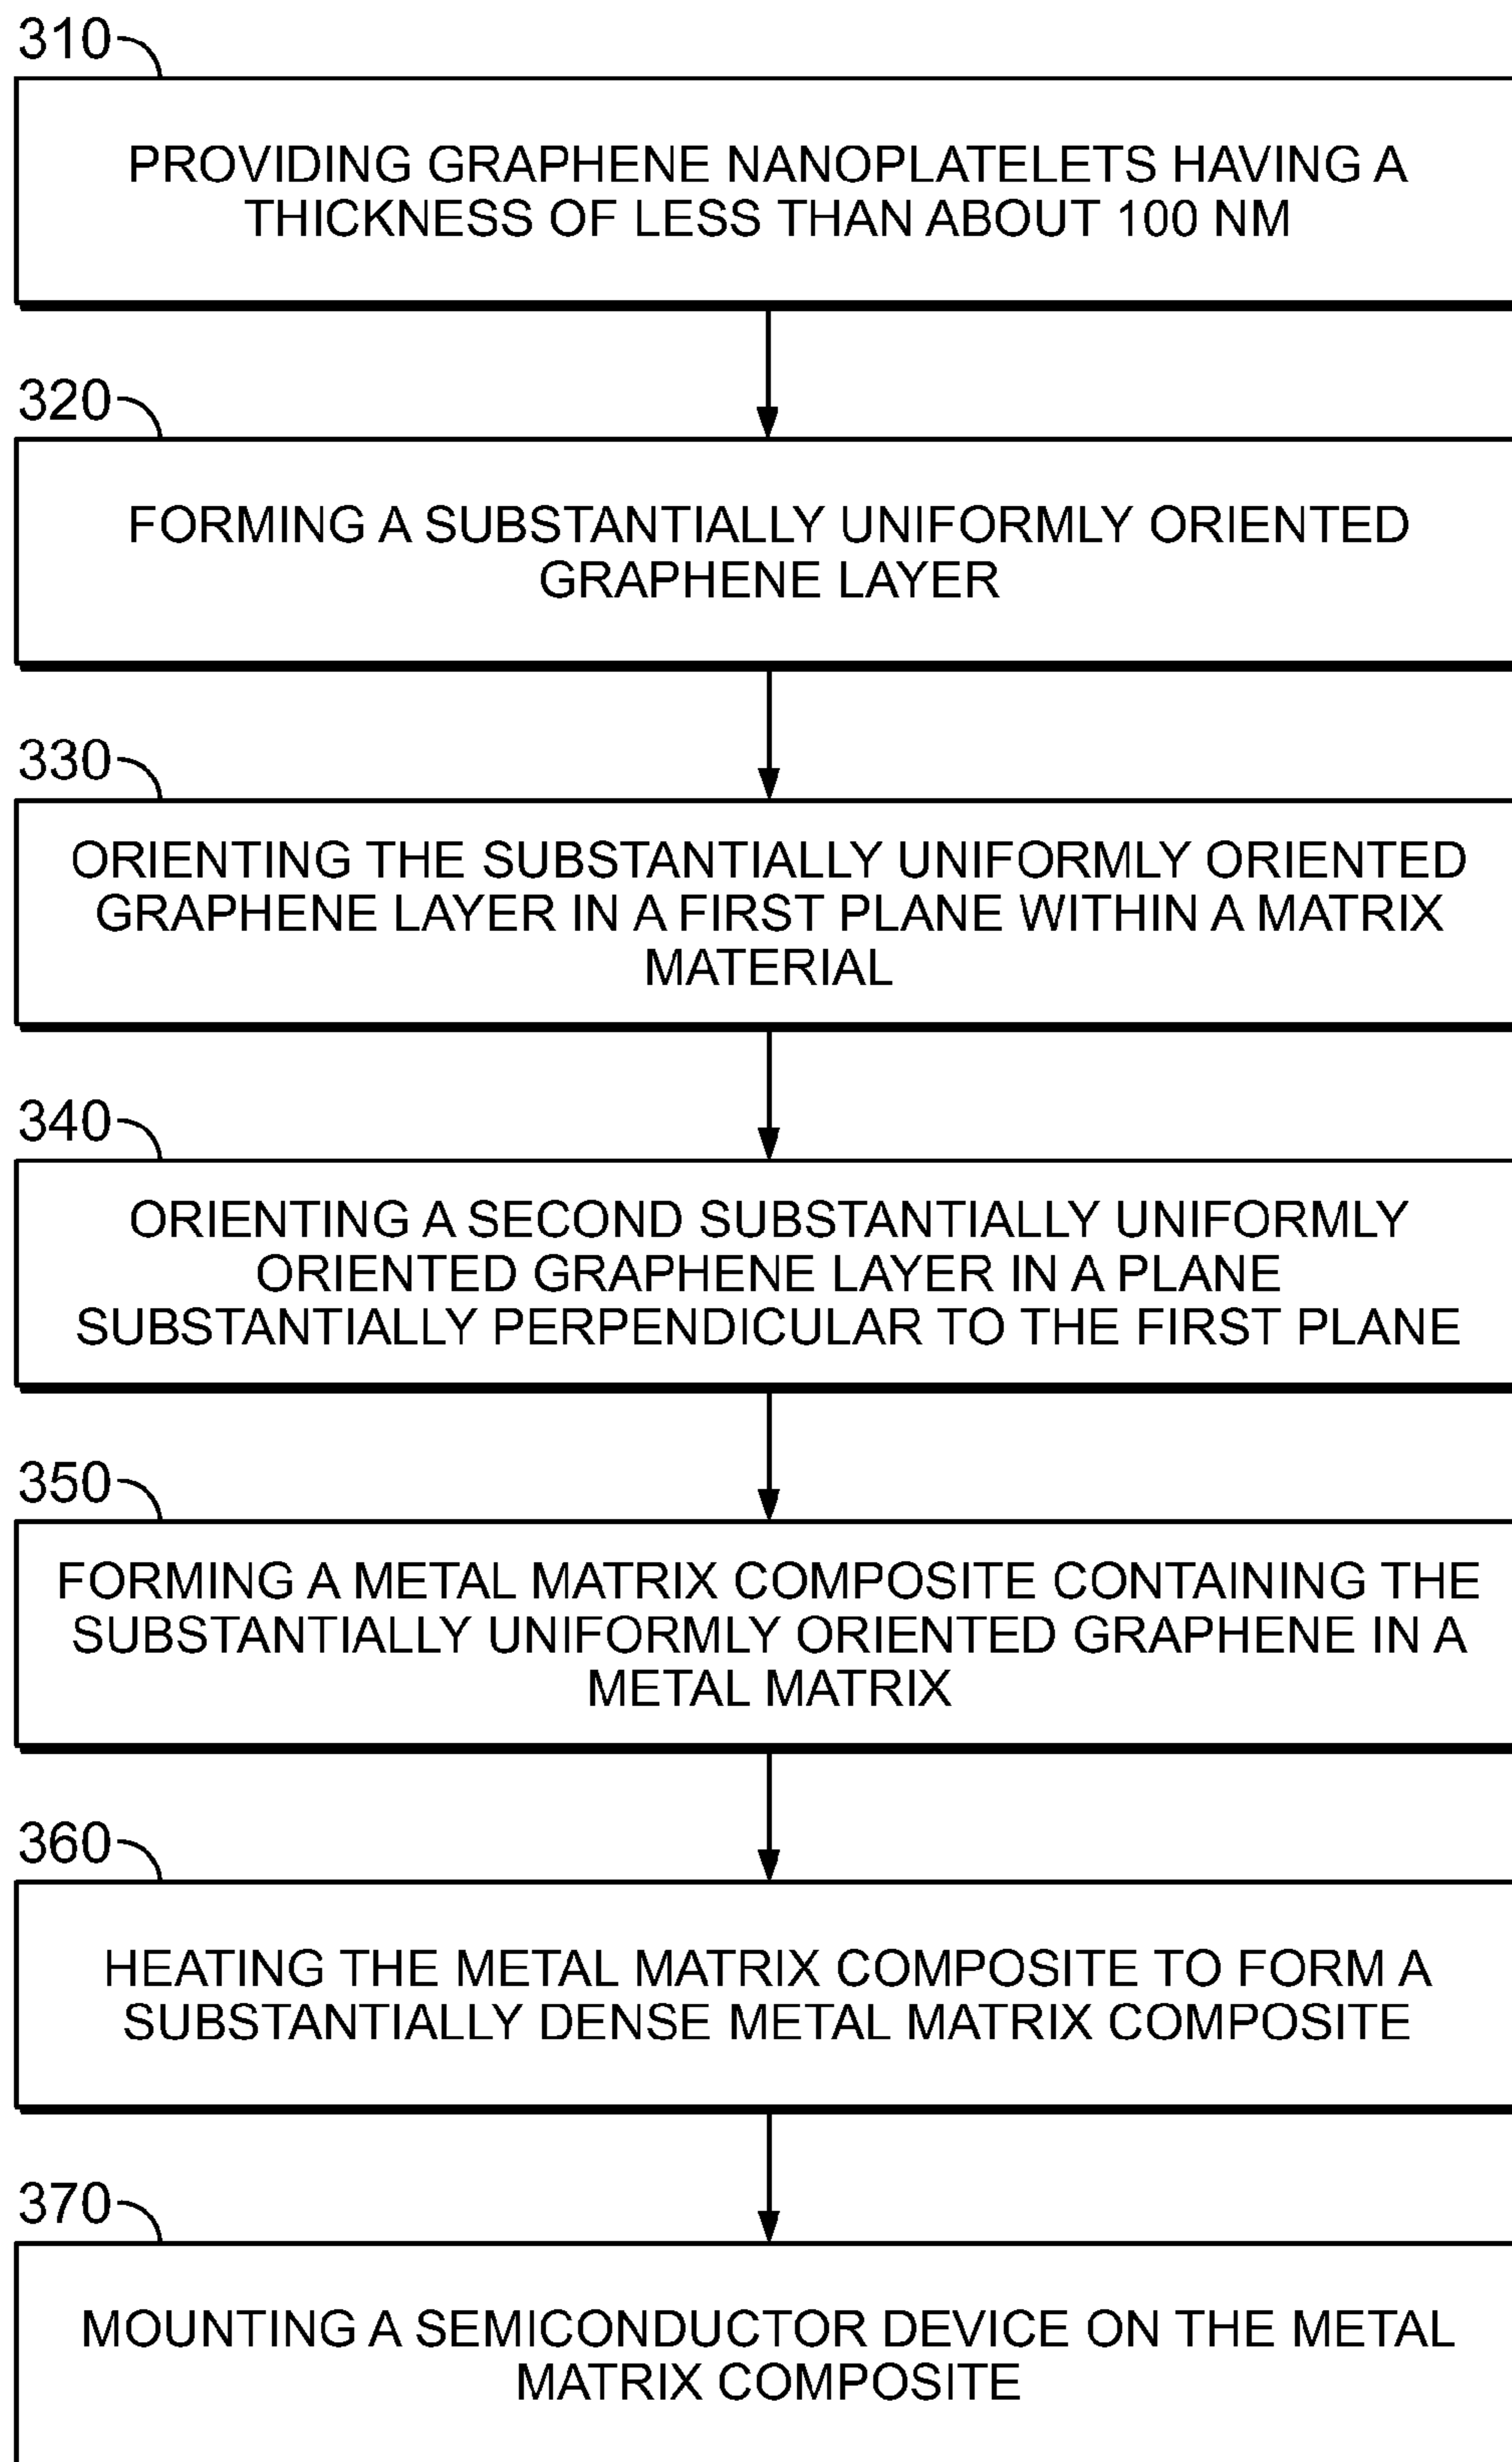 310
PROVIDING GRAPHENE NANOPLATELETS HAVING A
THICKNESS OF LESS THAN ABOUT 100 NM
320
FORMING A SUBSTANTIALLY UNIFORMLY ORIENTED
GRAPHENE LAYER
330
ORIENTING THE SUBSTANTIALLY UNIFORMLY ORIENTED
GRAPHENE LAYER IN A FIRST PLANE WITHIN A MATRIX
MATERIAL
340
ORIENTING A SECOND SUBSTANTIALLY UNIFORMLY
ORIENTED GRAPHENE LAYER IN A PLANE
SUBSTANTIALLY PERPENDICULAR TO THE FIRST PLANE
350
FORMING A METAL MATRIX COMPOSITE CONTAINING THE
SUBSTANTIALLY UNIFORMLY ORIENTED GRAPHENE IN A
METAL MATRIX
360
HEATING THE METAL MATRIX COMPOSITE TO FORM A
SUBSTANTIALLY DENSE METAL MATRIX COMPOSITE
370
MOUNTING A SEMICONDUCTOR DEVICE ON THE METAL
MATRIX COMPOSITE